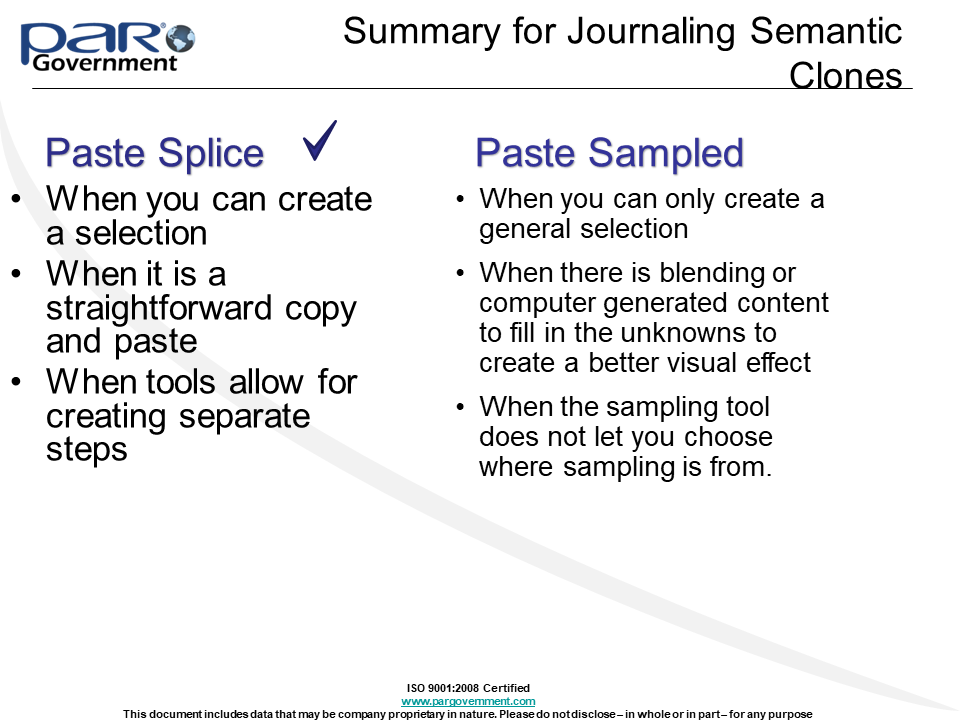 PAR
Government
Summary for Journaling Semantic
Clones
Paste Splice
• When you can create
a selection
• When it is a
straightforward copy
and paste
• When tools allow for
creating separate
steps
Paste Sampled
• When you can only create a
general selection
• When there is blending or
computer generated content
to fill in the unknowns to
create a better visual effect
• When the sampling tool
does not let you choose
where sampling is from.
ISO 9001:2008 Certified
www.pargovernment.com
This document includes data that may be company proprietary in nature. Please do not disclose – in whole or in part – for any purpose